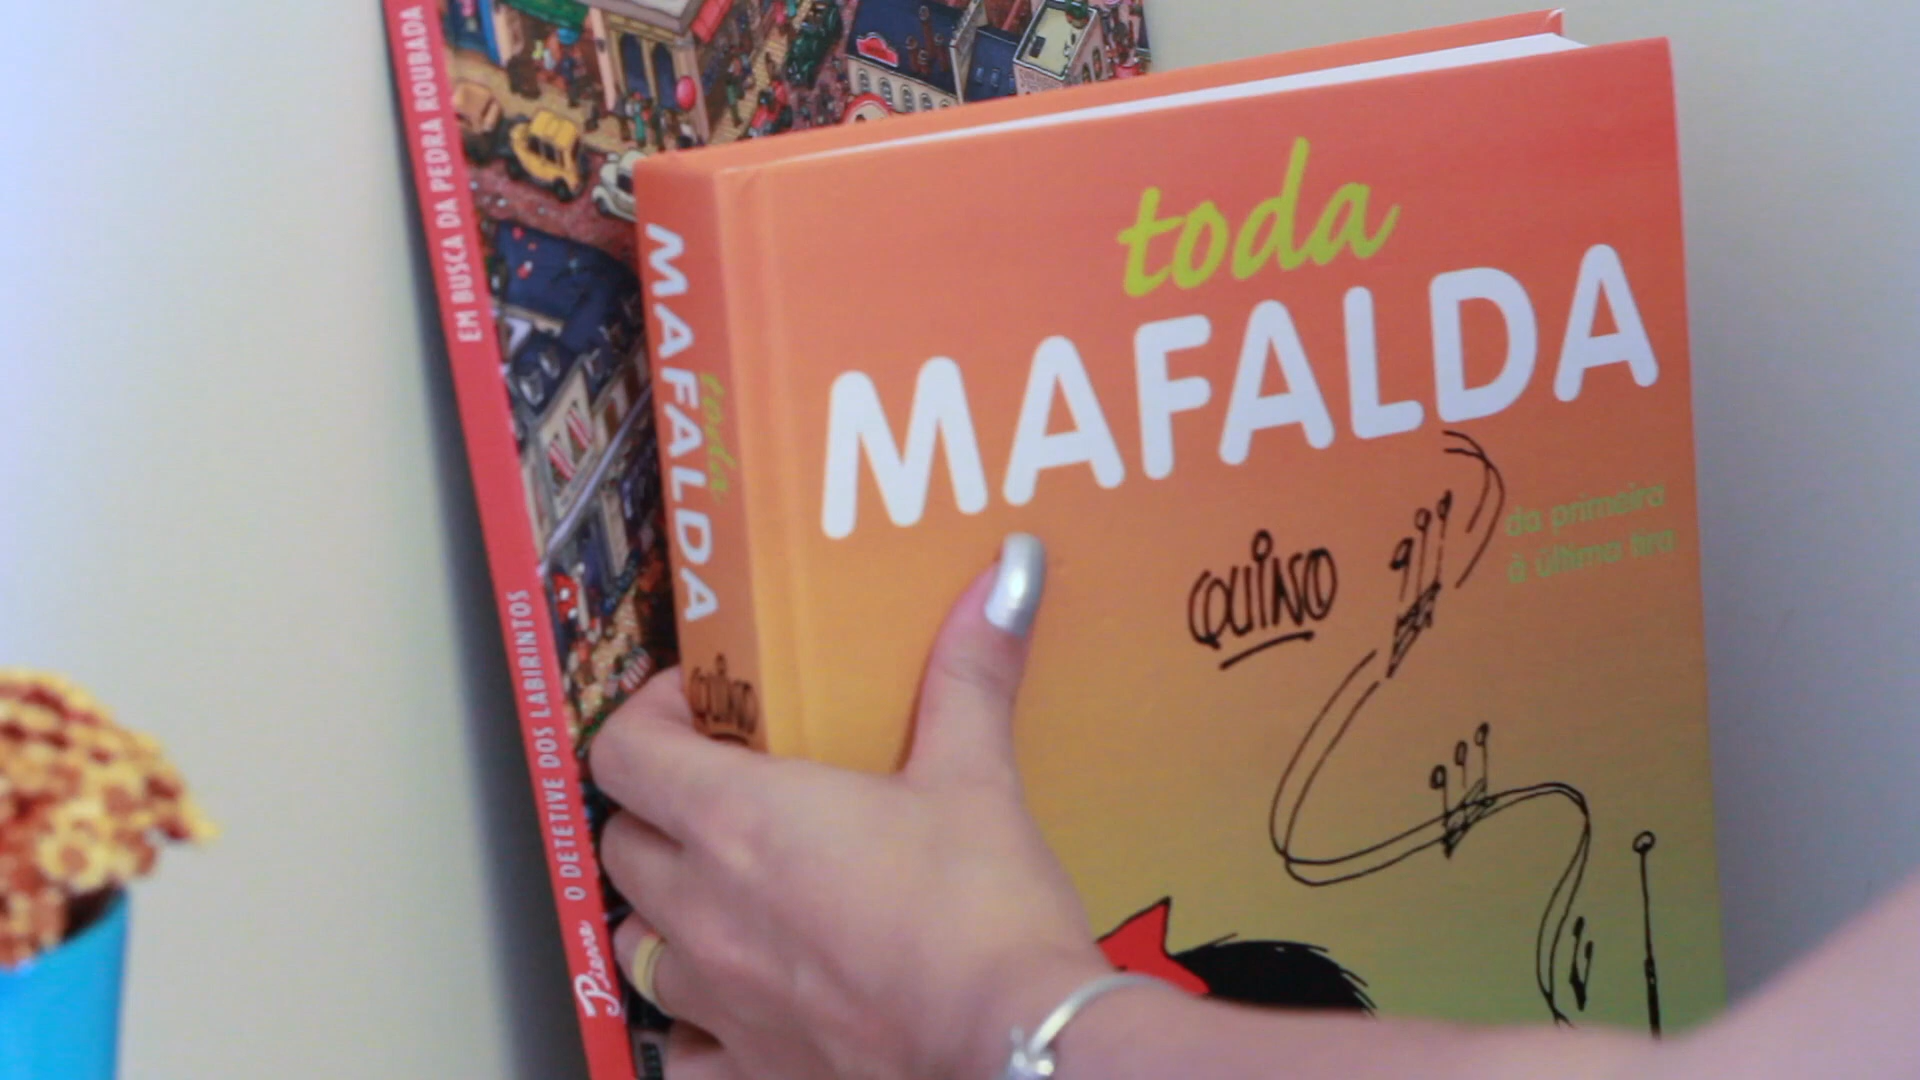 EM BUSCA DA PEDRA ROUBADA
Pierre O DETETIVE DOS LABIRINTOS
toda
MAFALDA
QUINO
toda
MAFALDA
QUINO
da primeira
à última tira